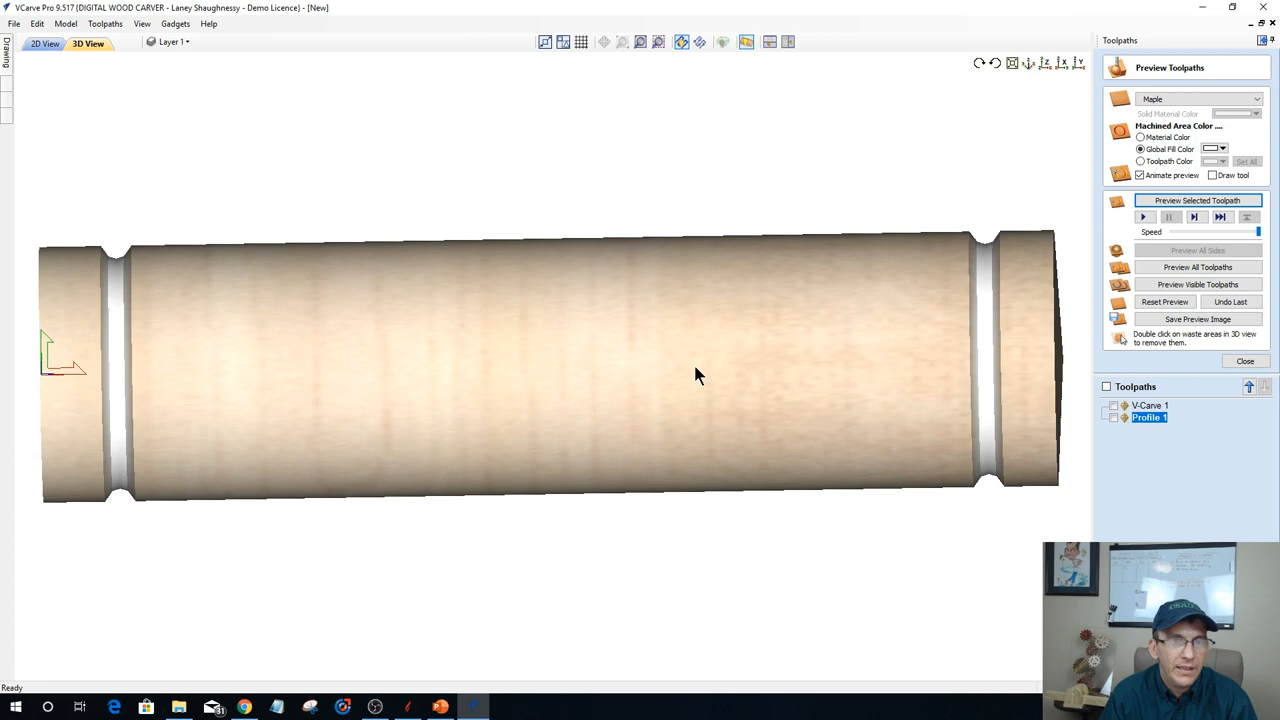 VCarve Pro 9.517 {DIGITAL WOOD CARVER - Laney Shaughnessy - Demo Licence} - [New]
File Edit Model Toolpaths View Gadgets Help
2D View 3D View Layer 1
Drawing
Z X Y
Toolpaths
Preview Toolpaths
Maple
Solid Material Color
Machined Area Color ....
Material Color
Global Fill Color
Toolpath Color Set All
Animate preview Draw tool
Preview Selected Toolpath
Speed
Preview All Sides
Preview All Toolpaths
Preview Visible Toolpaths
Reset Preview Undo Last
Save Preview Image
Double click on waste areas in 3D view
to remove them.
Close
Toolpaths
V-Carve 1
Profile 1
Ready
31